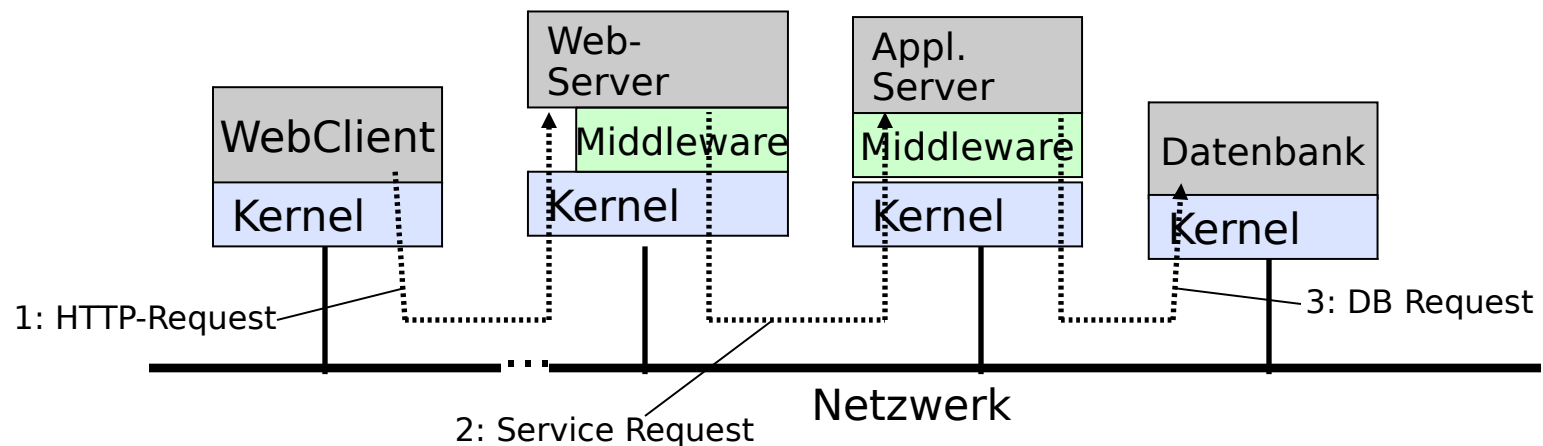 Web-
Server
Appl.
Server
WebClient
Middleware
Middleware
Datenbank
Kernel
Kernel
Kernel
Kernel
1: HTTP-Request
3: DB Request
Netzwerk
2: Service Request